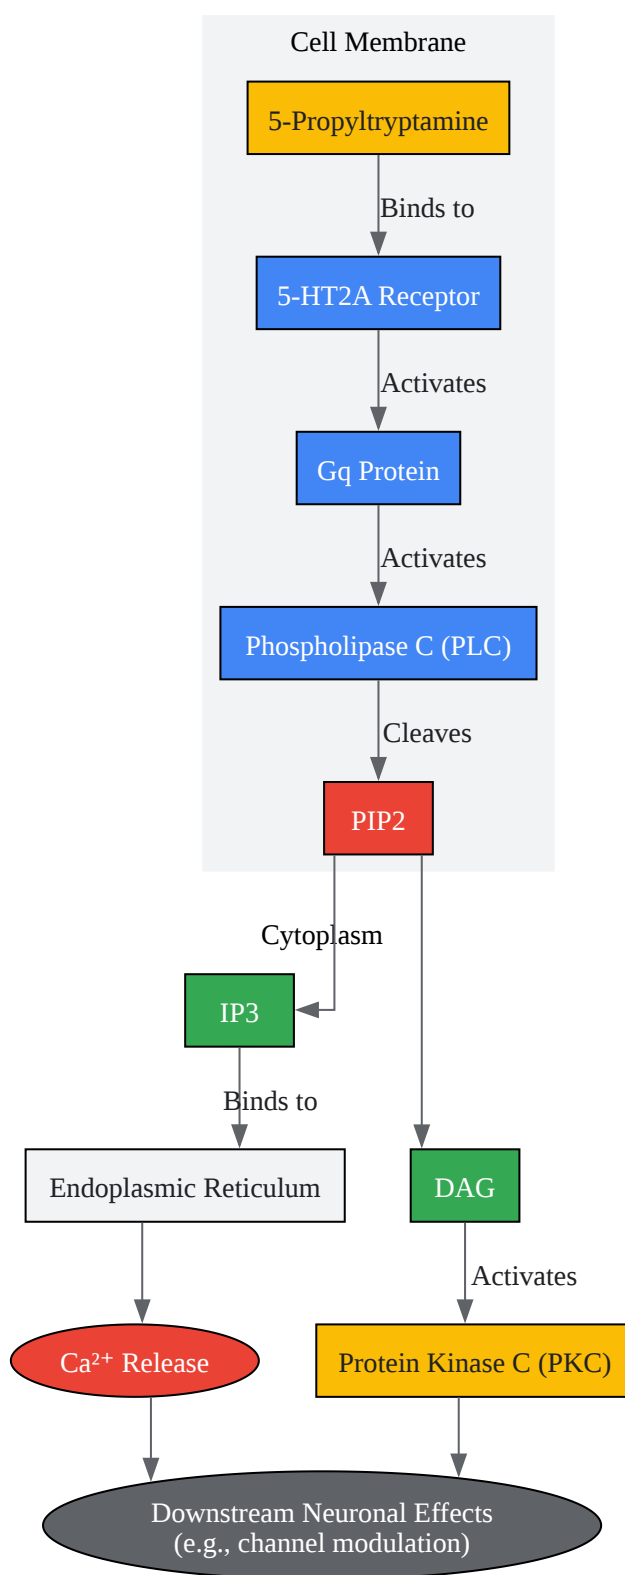 Cell Membrane
5-Propyltryptamine
Binds to
5-HT2A Receptor
Activates
Gq Protein
Activates
Phospholipase C (PLC)
Cleaves
PIP2
Cytoplasm
IP3
Binds to
Endoplasmic Reticulum
DAG
Activates
Ca²⁺ Release
Protein Kinase C (PKC)
Downstream Neuronal Effects
(e.g., channel modulation)